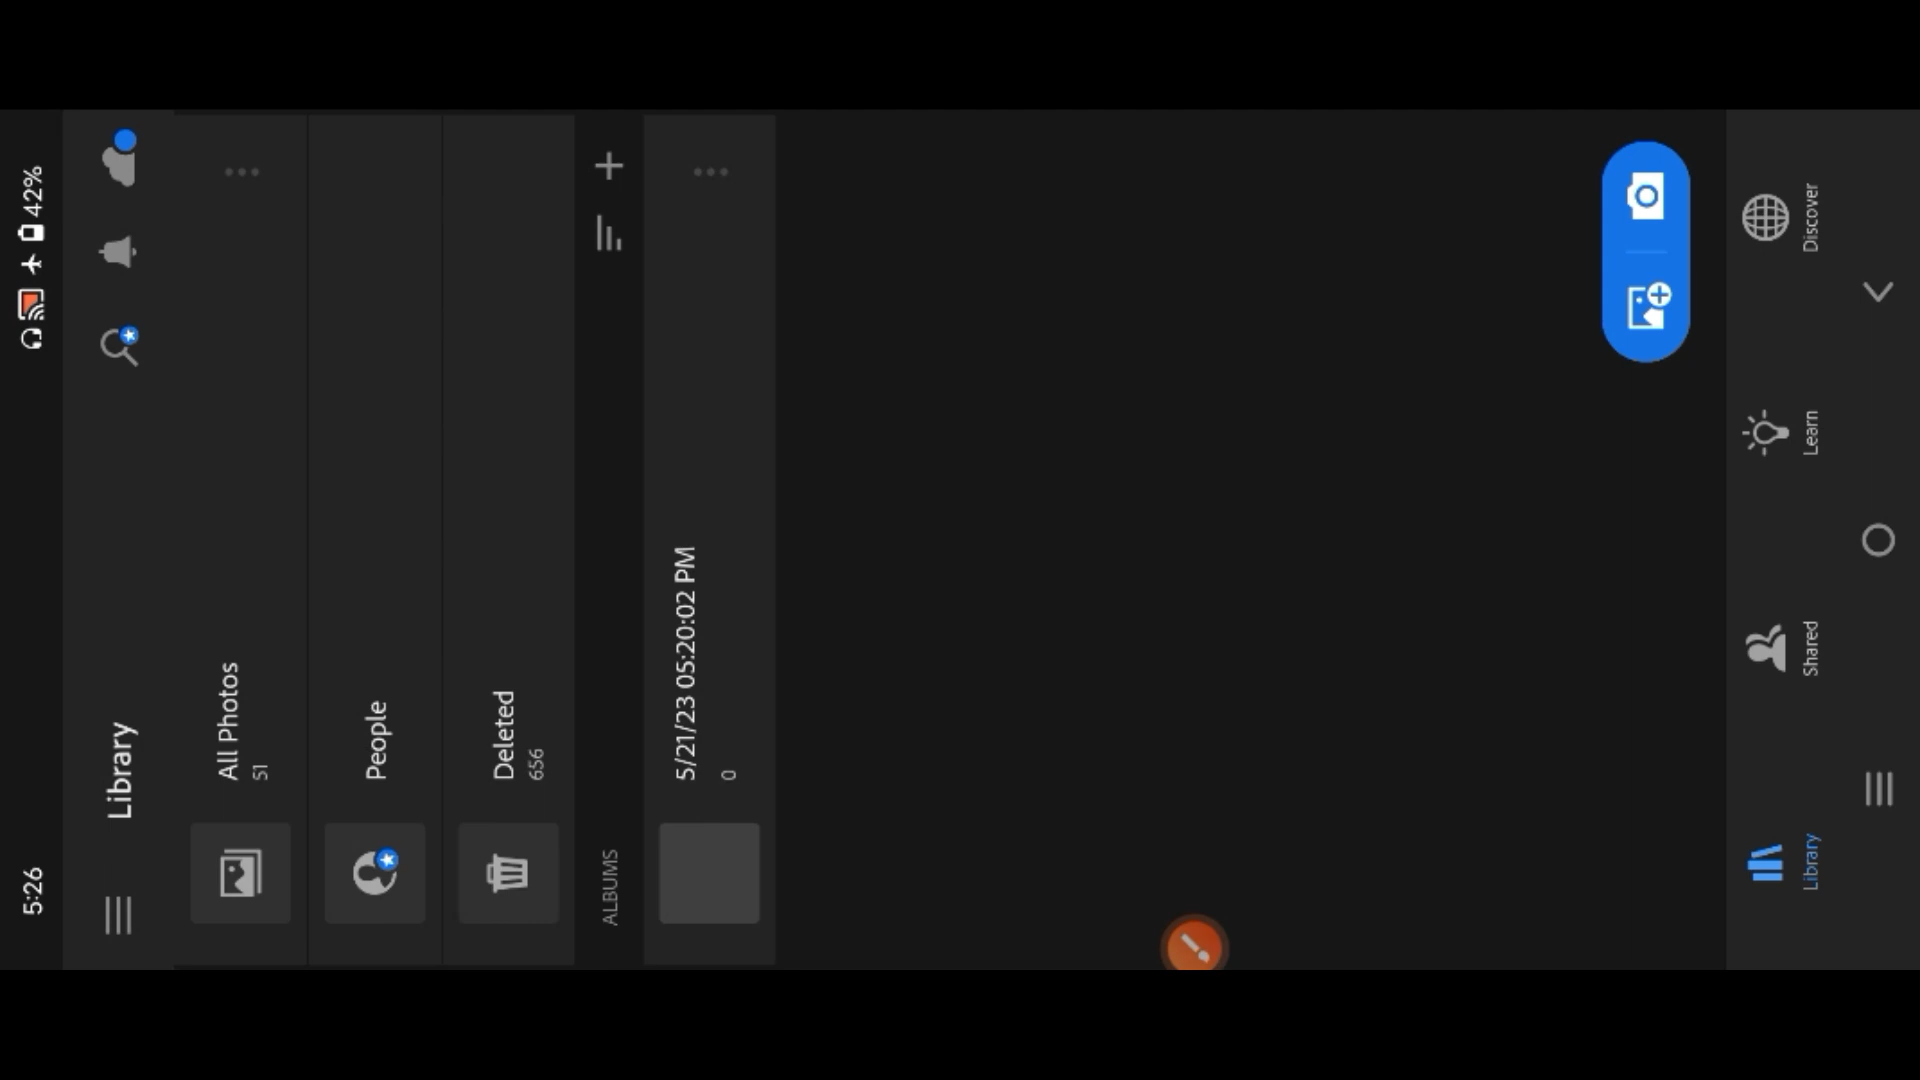 5:26
42%
Library
All Photos
51
People
Deleted
656
ALBUMS
5/21/23 05:20:02 PM
0
Library
Shared
Learn
Discover